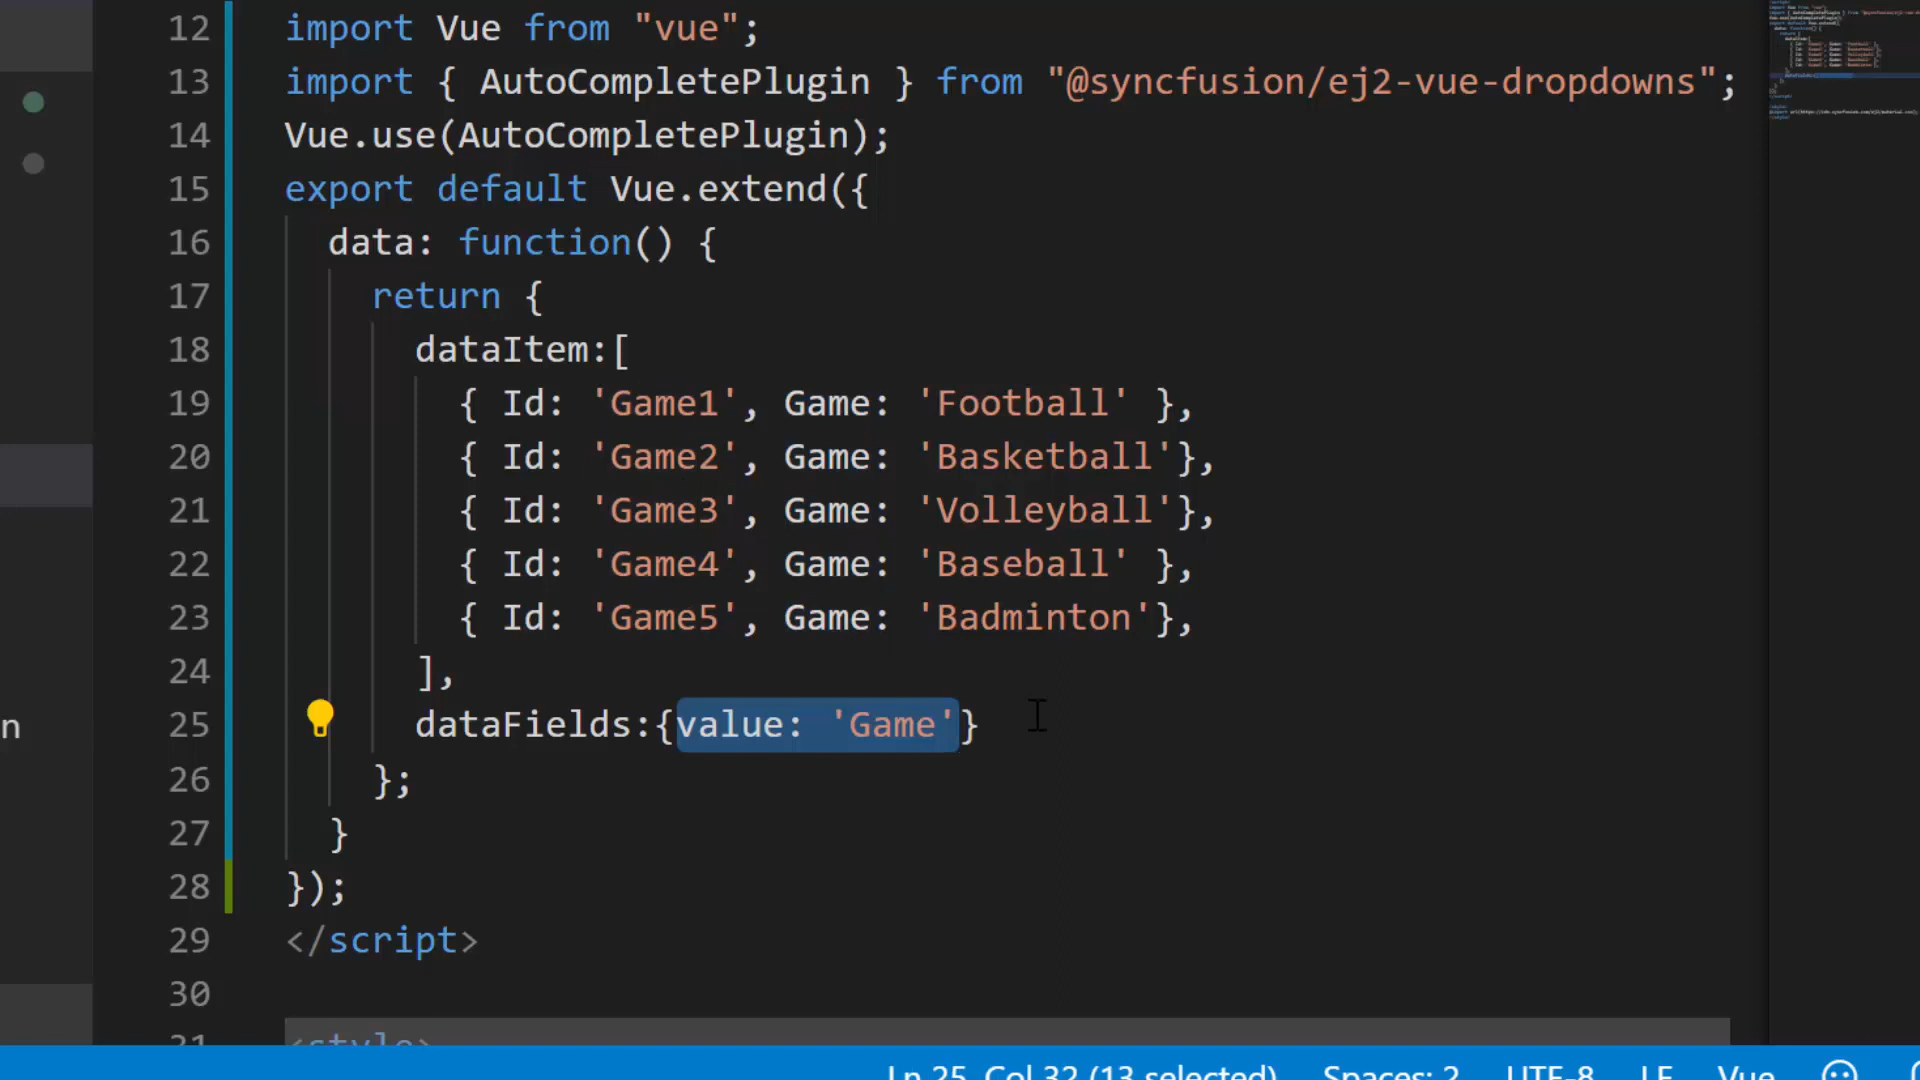 12 import Vue from "vue";
13 import { AutoCompletePlugin } from "@syncfusion/ej2-vue-dropdowns";
14 Vue.use(AutoCompletePlugin);
15 export default Vue.extend({
16 data: function() {
17 return {
18 dataItem:[
19 { Id: 'Game1', Game: 'Football' },
20 { Id: 'Game2', Game: 'Basketball'},
21 { Id: 'Game3', Game: 'Volleyball'},
22 { Id: 'Game4', Game: 'Baseball' },
23 { Id: 'Game5', Game: 'Badminton'},
24 ],
n 25 dataFields:{value: 'Game'}
26 };
27 }
28 });
29 </script>
30
31 <style>
Ln 25, Col 32 (13 selected) Spaces: 2 UTF-8 LF Vue